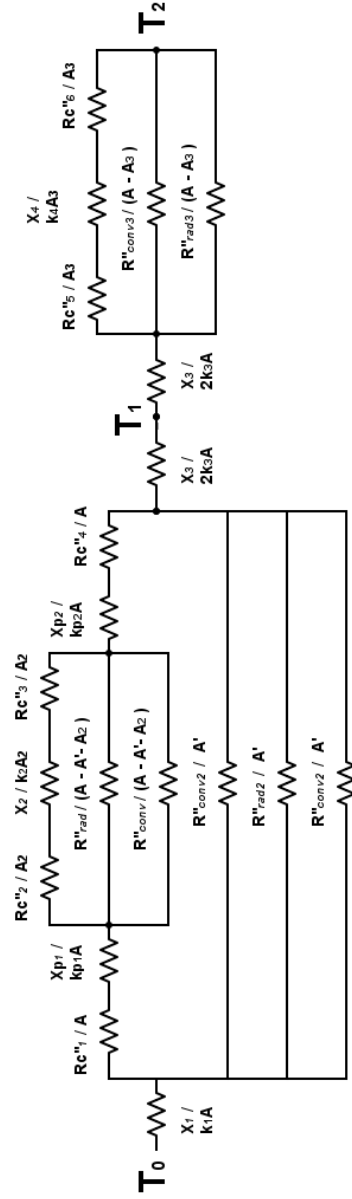 T0
X1 /
k1A
Rc"1 / A
Xp1 /
kp1A
Rc"2 / A2
X2 / k2A2
Rc"3 / A2
R"rad / (A - A'- A2)
R"conv / (A - A'- A2)
Xp2 /
kp2A
Rc"4 / A
R"conv2 / A'
R"rad2 / A'
R"conv2 / A'
X3 /
2k3A
T1
X3 /
2k3A
Rc"5 / A3
X4 /
k4A3
Rc"6 / A3
R"conv3 / (A - A3)
R"rad3 / (A - A3)
T2